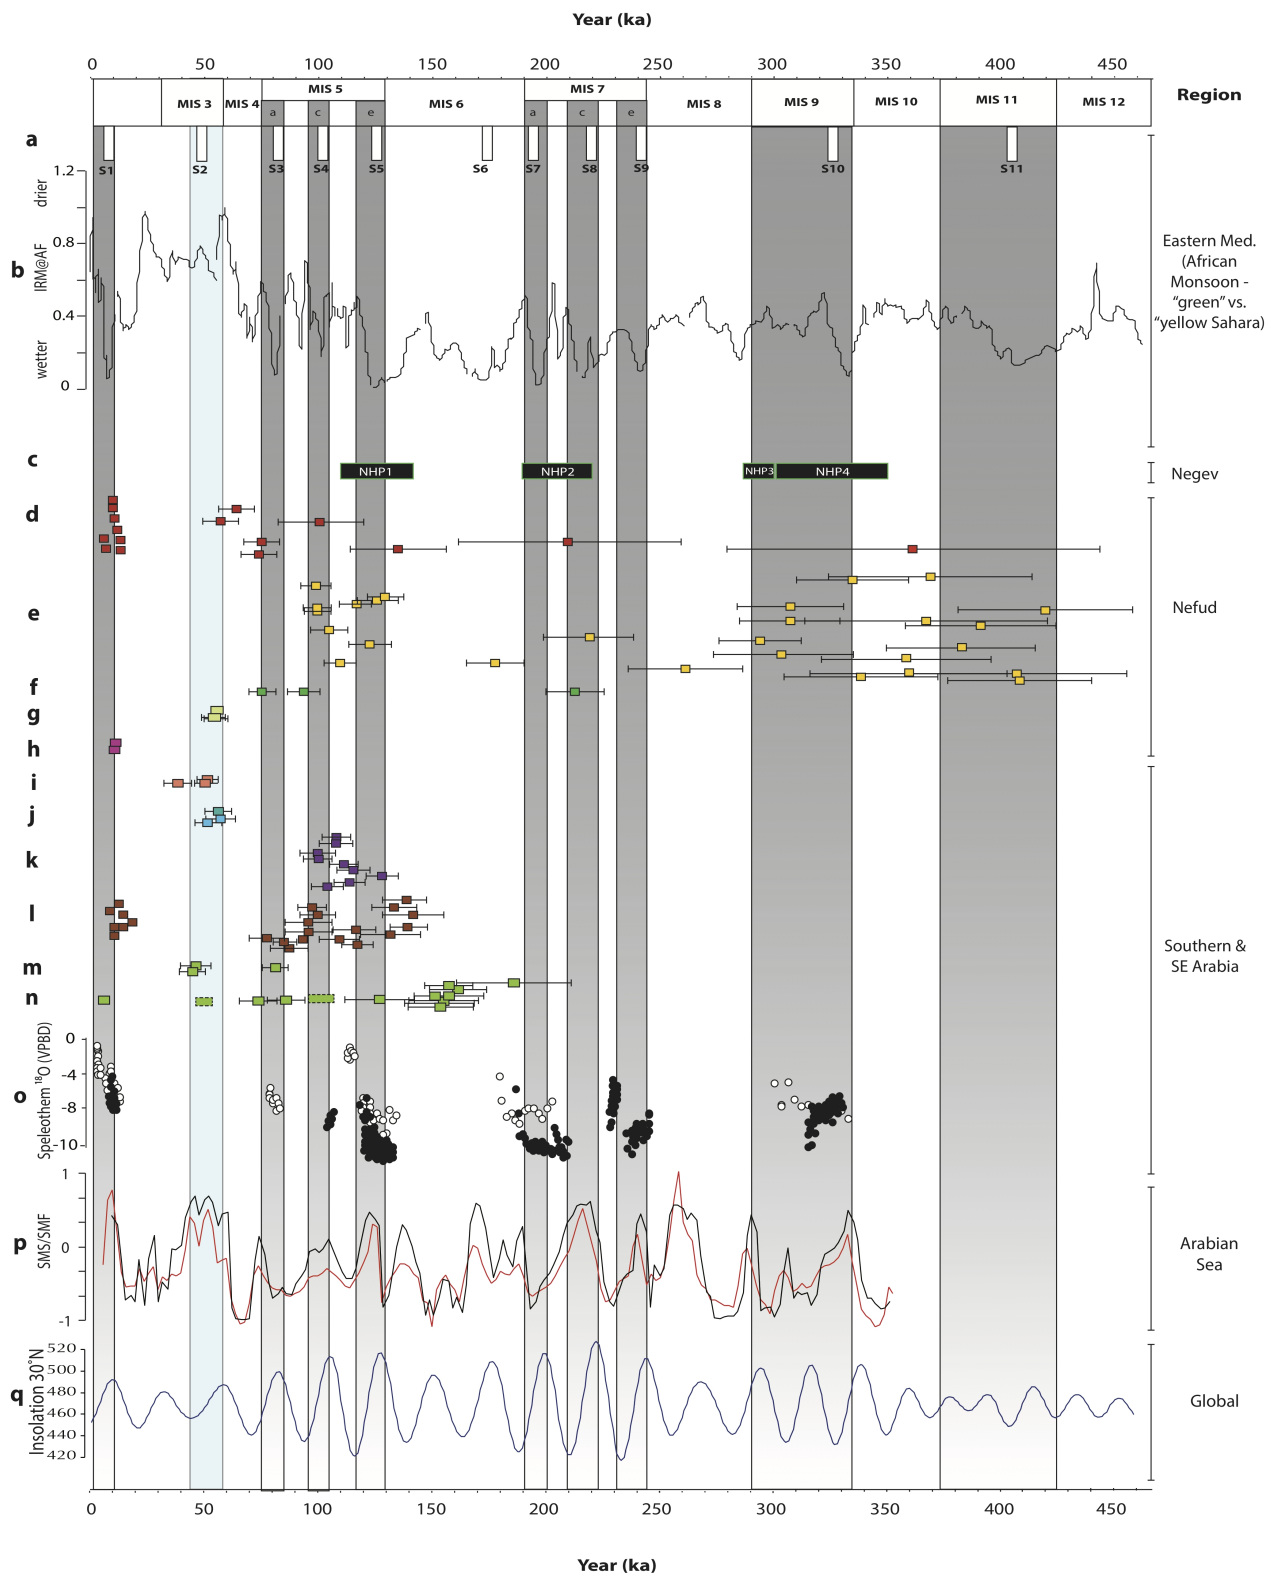 Year (ka)
0 50 100 150 200 250 300 350 400 450
MIS 3 MIS 4 MIS 5 MIS 6 MIS 7 MIS 8 MIS 9 MIS 10 MIS 11 MIS 12
Region
a c e a c e
a
S1 S2 S3 S4 S5 S6 S7 S8 S9 S10 S11
b
IRM@AF
drier
wetter
1.2
0.8
0.4
0
Eastern Med.
(African
Monsoon -
“green” vs.
“yellow Sahara)
c
NHP1 NHP2 NHP3 NHP4
Negev
d
e
Nefud
f
g
h
i
j
k
l
Southern &
SE Arabia
m
n
o
Speleothem ¹⁸O (VPBD)
0
-4
-8
-10
p
SMS/SMF
1
0
-1
Arabian
Sea
q
Insolation 30°N
520
500
480
460
440
420
Global
0 50 100 150 200 250 300 350 400 450
Year (ka)